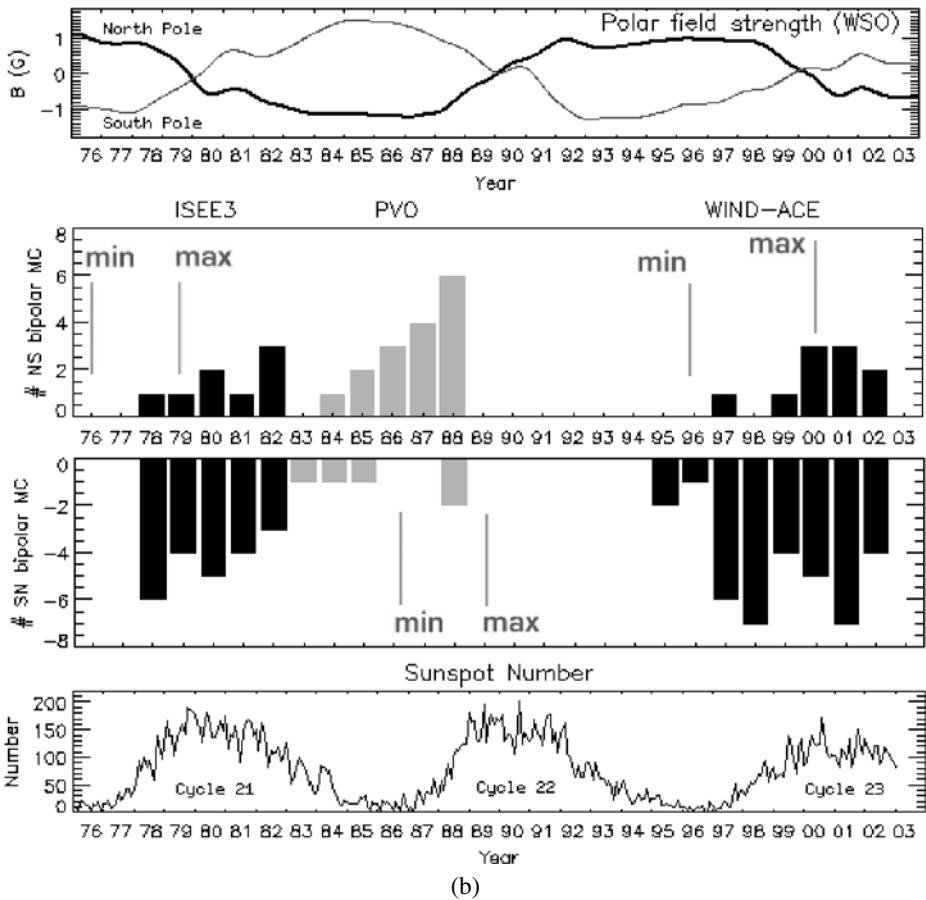 Polar field strength (WSO)
North Pole
South Pole
B (G)
1
0
-1
76 77 78 79 80 81 82 83 84 85 86 87 88 89 90 91 92 93 94 95 96 97 98 99 00 01 02 03
Year
ISEE3 PVO WIND-ACE
# NS bipolar MC
8
6
4
2
0
min max min max
76 77 78 79 80 81 82 83 84 85 86 87 88 89 90 91 92 93 94 95 96 97 98 99 00 01 02 03
# SN bipolar MC
0
-2
-4
-6
-8
min max
Sunspot Number
Number
200
150
100
50
0
Cycle 21 Cycle 22 Cycle 23
76 77 78 79 80 81 82 83 84 85 86 87 88 89 90 91 92 93 94 95 96 97 98 99 00 01 02 03
Year
(b)